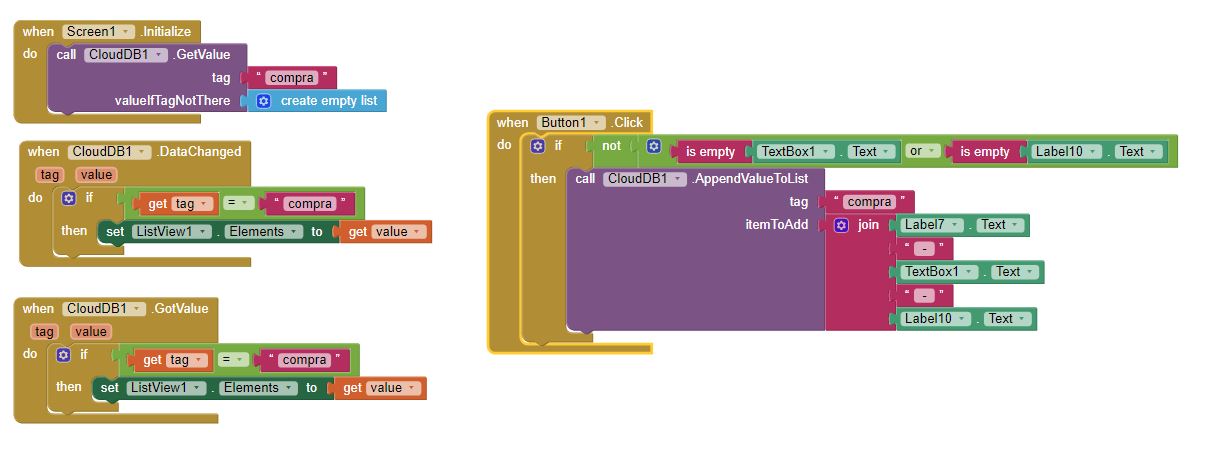 when Screen1 .Initialize
do call CloudDB1 .GetValue
tag " compra "
valueIfTagNotThere create empty list
when CloudDB1 .DataChanged
tag value
do if get tag = " compra "
then set ListView1 . Elements to get value
when CloudDB1 .GotValue
tag value
do if get tag = " compra "
then set ListView1 . Elements to get value
when Button1 .Click
do if not is empty TextBox1 . Text or is empty Label10 . Text
then call CloudDB1 .AppendValueToList
tag " compra "
itemToAdd join Label7 . Text
" - "
TextBox1 . Text
" - "
Label10 . Text